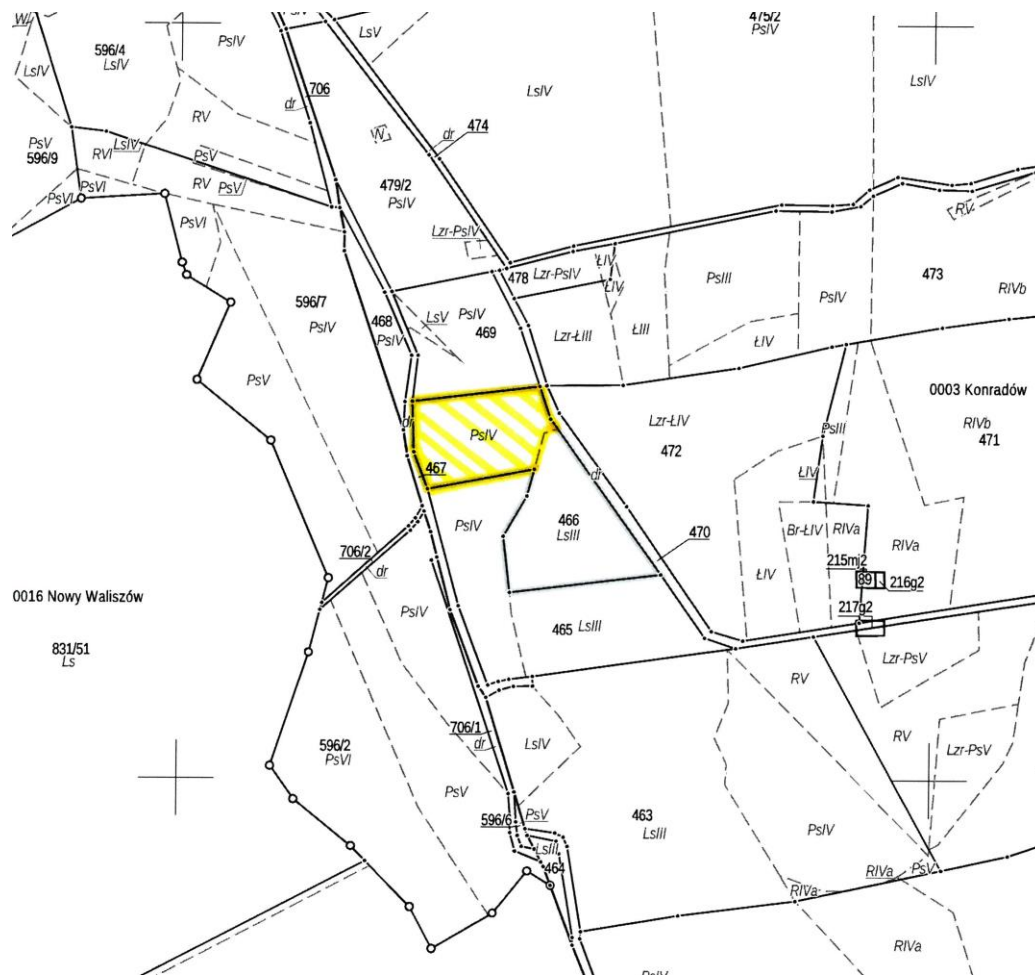 W
596/4
LsIV
PsIV
LsV
475/2
PsIV
LsIV
LsIV
706
dr
LsIV
RV
N
dr
474
PsV
596/9
RVI
LsIV
PsV
PsVI
PsVI
RV
PsV
479/2
PsIV
PsVI
Lzr-PsIV
RV
478
Lzr-PsIV
ŁIV
ŁIV
PsIII
473
PsIV
RIVb
596/7
PsIV
468
PsIV
LsV
PsIV
469
Lzr-ŁIII
ŁIII
ŁIV
PsV
0003 Konradów
dr
PsIV
Lzr-ŁIV
472
PsIII
RIVb
471
467
dr
ŁIV
PsIV
466
LsIII
Br-ŁIV
RIVa
RIVa
470
706/2
dr
215mj2
89
216g2
ŁIV
0016 Nowy Waliszów
PsIV
217g2
465
LsIII
831/51
Ls
Lzr-PsV
RV
706/1
dr
596/2
PsVI
LsIV
RV
Lzr-PsV
PsV
596/6
PsV
463
LsIII
PsIV
LsIII
464
RIVa
PsV
RIVa
RIVa
PsIV